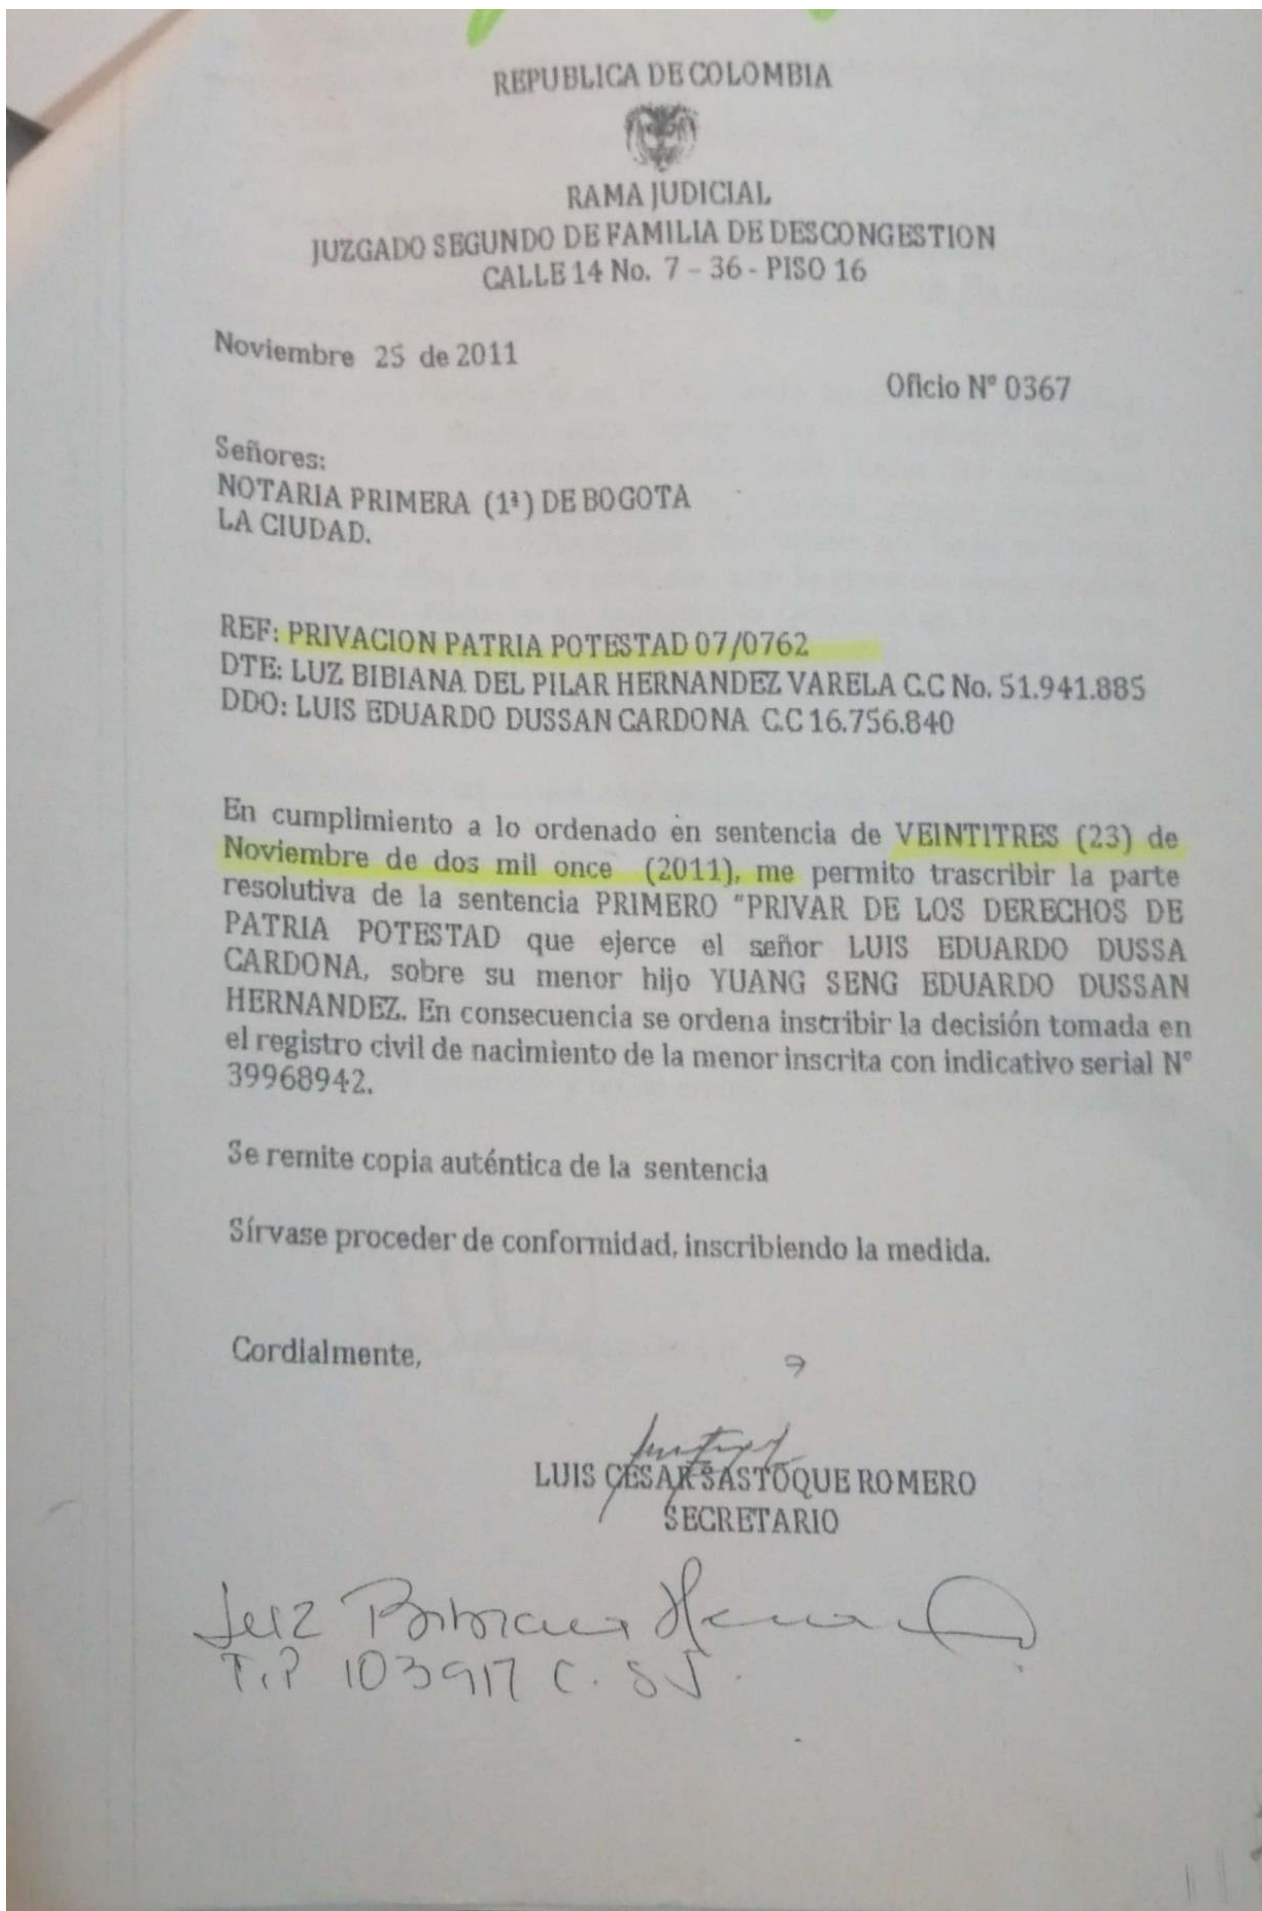 REPUBLICA DE COLOMBIA
RAMA JUDICIAL
JUZGADO SEGUNDO DE FAMILIA DE DESCONGESTION
CALLE 14 No. 7 - 36 - PISO 16
Noviembre 25 de 2011
Oficio N° 0367
Señores:
NOTARIA PRIMERA (1ª) DE BOGOTA
LA CIUDAD.
REF: PRIVACION PATRIA POTESTAD 07/0762
DTE: LUZ BIBIANA DEL PILAR HERNANDEZ VARELA C.C No. 51.941.885
DDO: LUIS EDUARDO DUSSAN CARDONA C.C 16.756.840
En cumplimiento a lo ordenado en sentencia de VEINTITRES (23) de
Noviembre de dos mil once (2011), me permito trascribir la parte
resolutiva de la sentencia PRIMERO "PRIVAR DE LOS DERECHOS DE
PATRIA POTESTAD que ejerce el señor LUIS EDUARDO DUSSA
CARDONA, sobre su menor hijo YUANG SENG EDUARDO DUSSAN
HERNANDEZ. En consecuencia se ordena inscribir la decisión tomada en
el registro civil de nacimiento de la menor inscrita con indicativo serial N°
39968942.
Se remite copia auténtica de la sentencia
Sírvase proceder de conformidad, inscribiendo la medida.
Cordialmente,
LUIS CESAR SASTOQUE ROMERO
SECRETARIO
Luz Bibiana
T.P 103917 C. SJ.